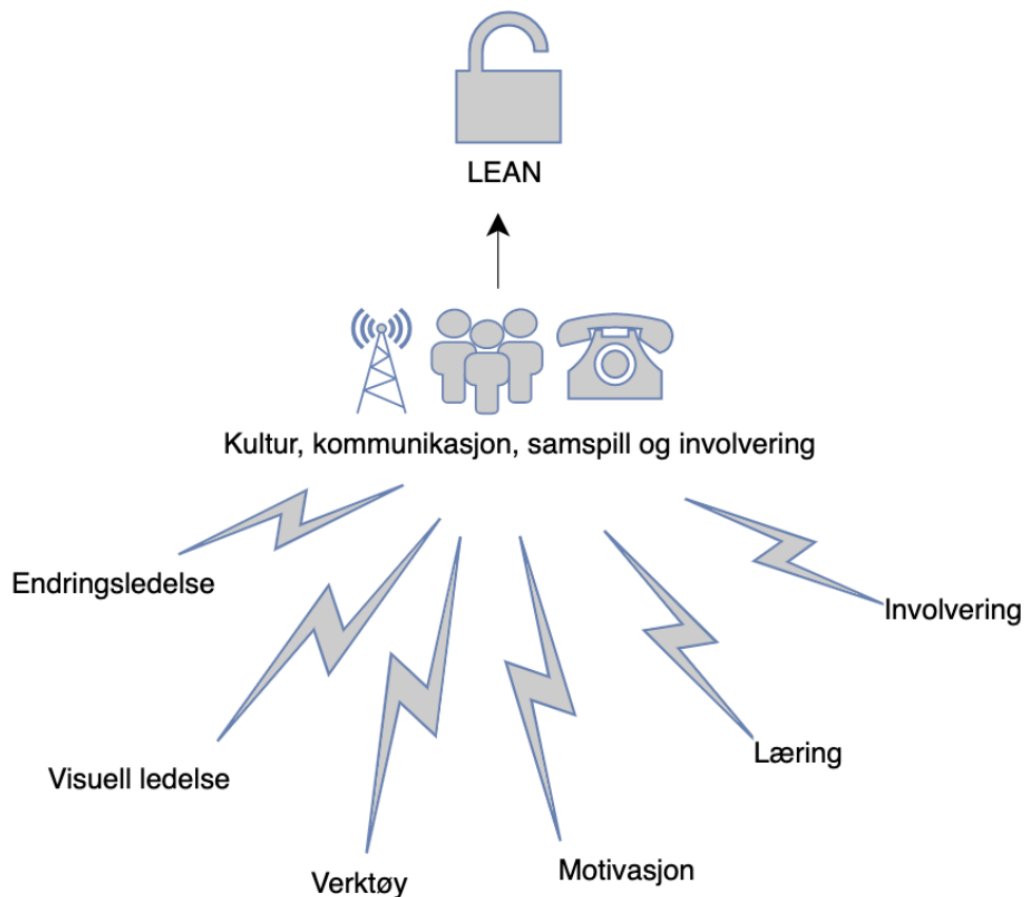 LEAN
Kultur, kommunikasjon, samspill og involvering
Endringsledelse
Involvering
Visuell ledelse
Læring
Verktøy
Motivasjon